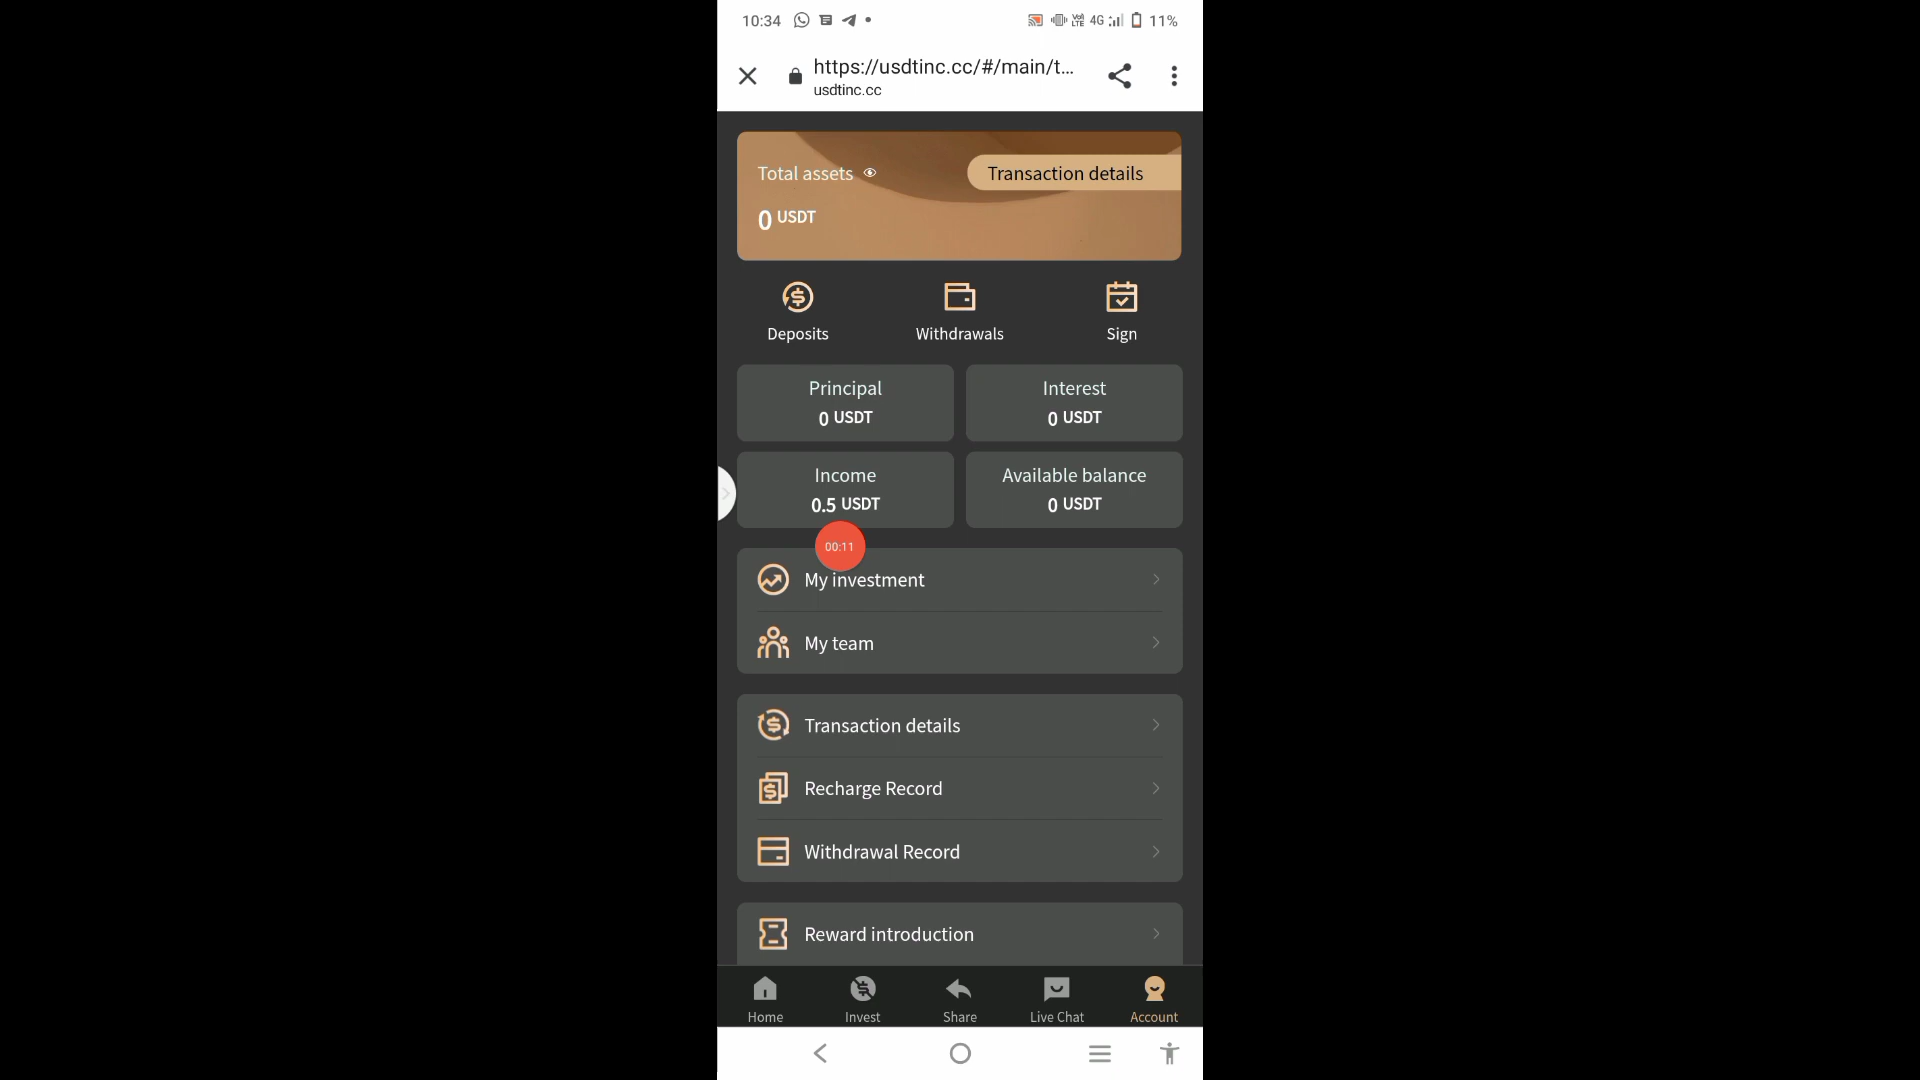 10:34
4G
11%
https://usdtinc.cc/#/main/t...
usdtinc.cc
Total assets
Transaction details
0 USDT
Deposits
Withdrawals
Sign
Principal
0 USDT
Interest
0 USDT
Income
0.5 USDT
Available balance
0 USDT
00:11
My investment
My team
Transaction details
Recharge Record
Withdrawal Record
Reward introduction
Home
Invest
Share
Live Chat
Account